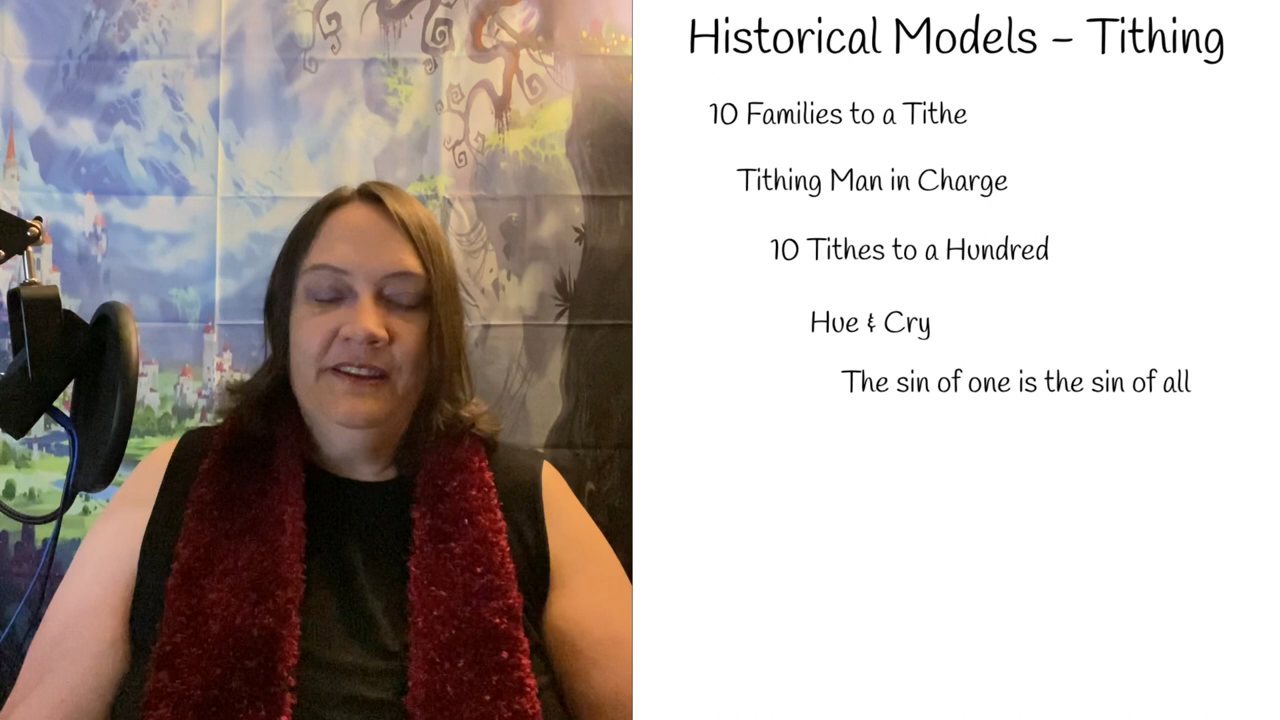 Historical Models - Tithing
10 Families to a Tithe
Tithing Man in Charge
10 Tithes to a Hundred
Hue & Cry
The sin of one is the sin of all